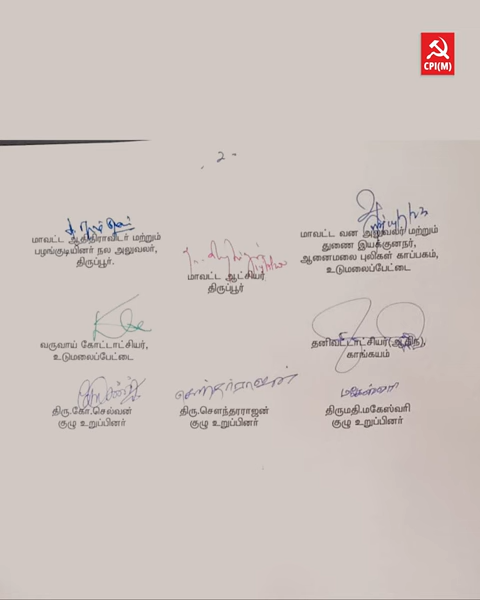 CPI(M)
- 2 -
மாவட்ட ஆதிதிராவிடர் மற்றும்
பழங்குடியினர் நல அலுவலர்,
திருப்பூர்.
மாவட்ட ஆட்சியர்
திருப்பூர்
மாவட்ட வன அலுவலர் மற்றும்
துணை இயக்குனநர்,
ஆனைமலை புலிகள் காப்பகம்,
உடுமலைப்பேட்டை
வருவாய் கோட்டாட்சியர்,
உடுமலைப்பேட்டை
தனிவட்டாட்சியர்(ஆதிந),
காங்கயம்
திரு.கோ.செல்வன்
குழு உறுப்பினர்
சௌந்தர்ராஜன்
திரு.சௌந்தரராஜன்
குழு உறுப்பினர்
மகேஸ்வரி
திருமதி.மகேஸ்வரி
குழு உறுப்பினர்